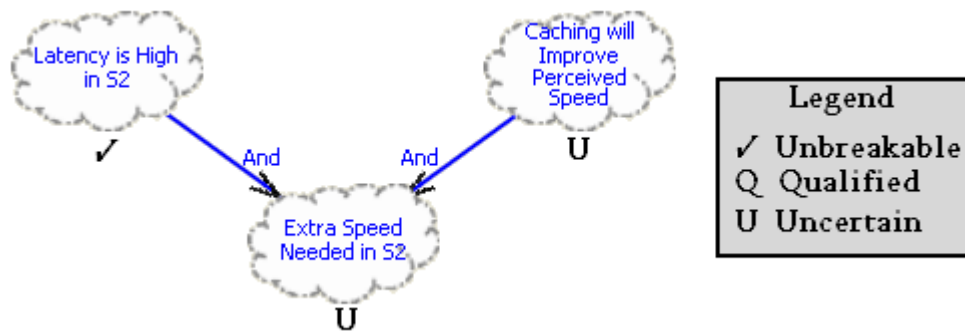 Latency is High
in S2
✓
Caching will
Improve
Perceived
Speed
U
And
And
Extra Speed
Needed in S2
U
Legend
✓ Unbreakable
Q Qualified
U Uncertain